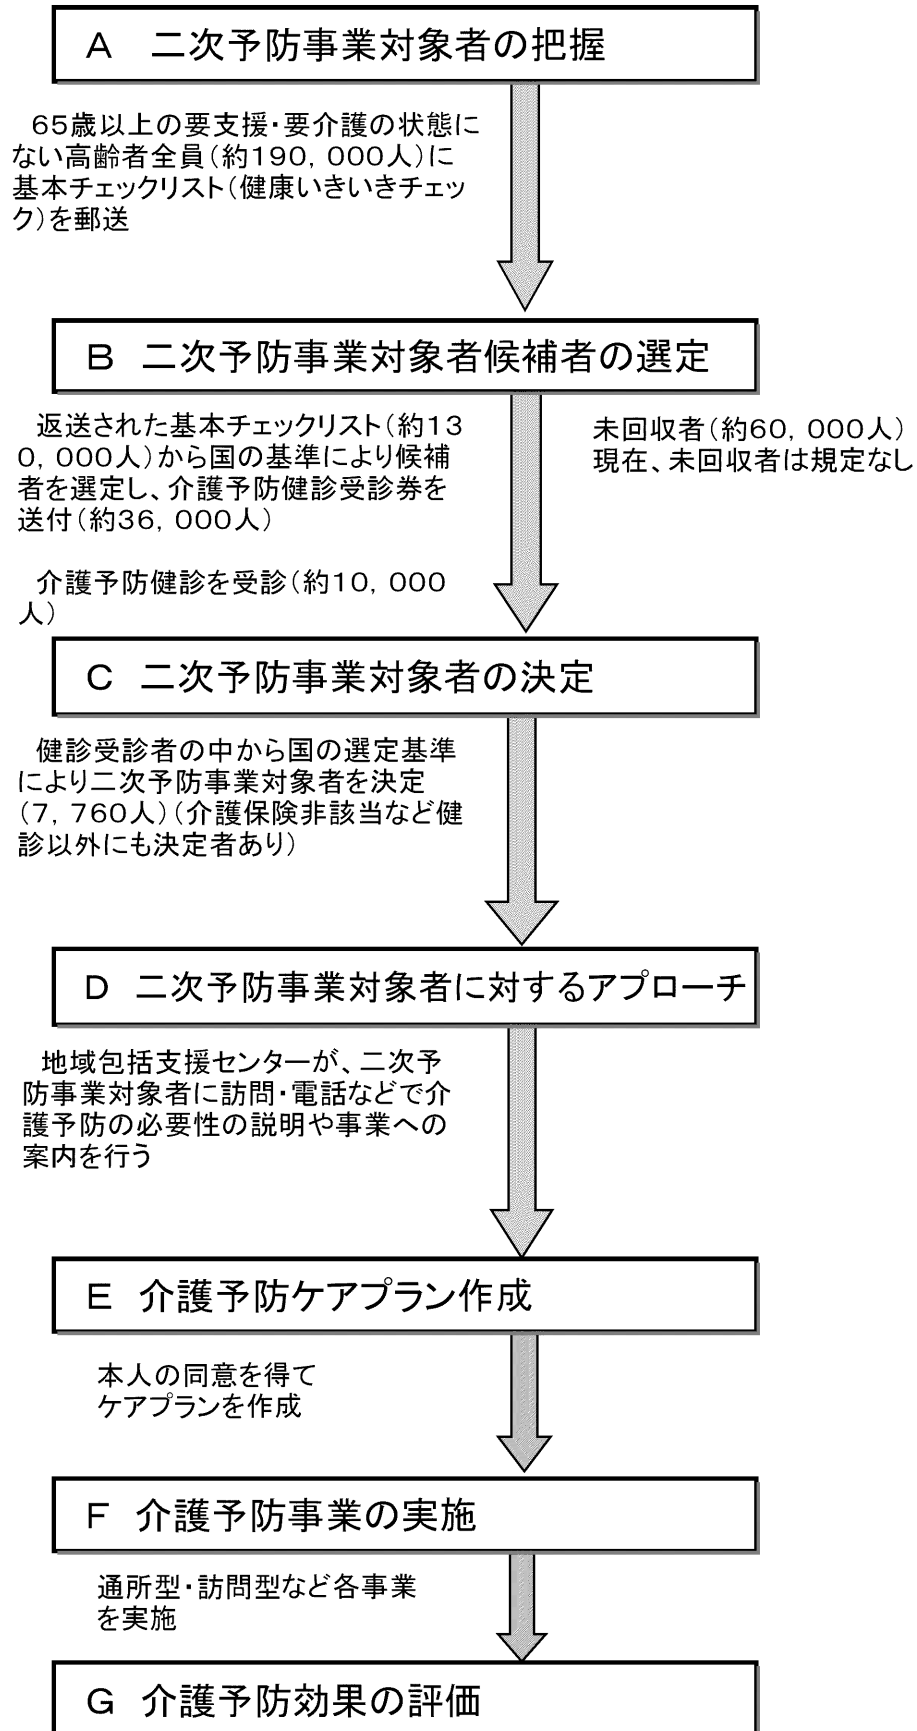 A 二次予防事業対象者の把握
65歳以上の要支援・要介護の状態に
ない高齢者全員(約190,000人)に
基本チェックリスト(健康いきいきチェッ
ク)を郵送
B 二次予防事業対象者候補者の選定
返送された基本チェックリスト(約13
0,000人)から国の基準により候補
者を選定し、介護予防健診受診券を
送付(約36,000人)
未回収者(約60,000人)
現在、未回収者は規定なし
介護予防健診を受診(約10,000
人)
C 二次予防事業対象者の決定
健診受診者の中から国の選定基準
により二次予防事業対象者を決定
(7,760人)(介護保険非該当など健
診以外にも決定者あり)
D 二次予防事業対象者に対するアプローチ
地域包括支援センターが、二次予
防事業対象者に訪問・電話などで介
護予防の必要性の説明や事業への
案内を行う
E 介護予防ケアプラン作成
本人の同意を得て
ケアプランを作成
F 介護予防事業の実施
通所型・訪問型など各事業
を実施
G 介護予防効果の評価